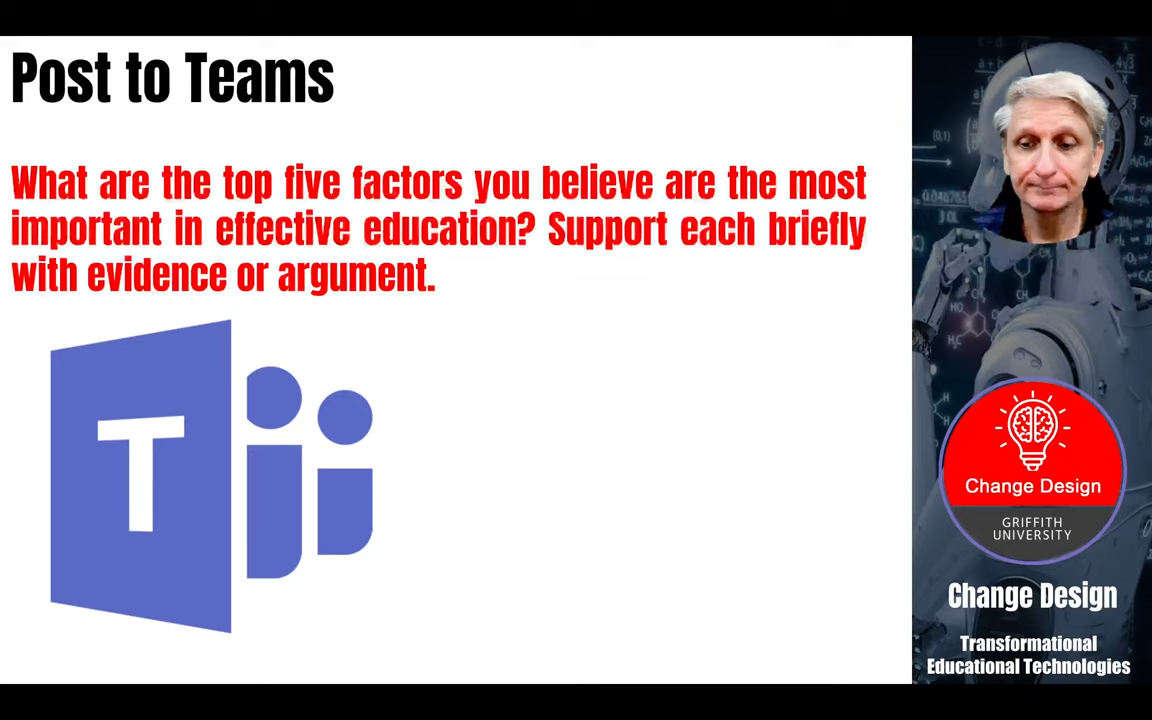 Post to Teams
What are the top five factors you believe are the most
important in effective education? Support each briefly
with evidence or argument.
T
Change Design
GRIFFITH
UNIVERSITY
Change Design
Transformational
Educational Technologies